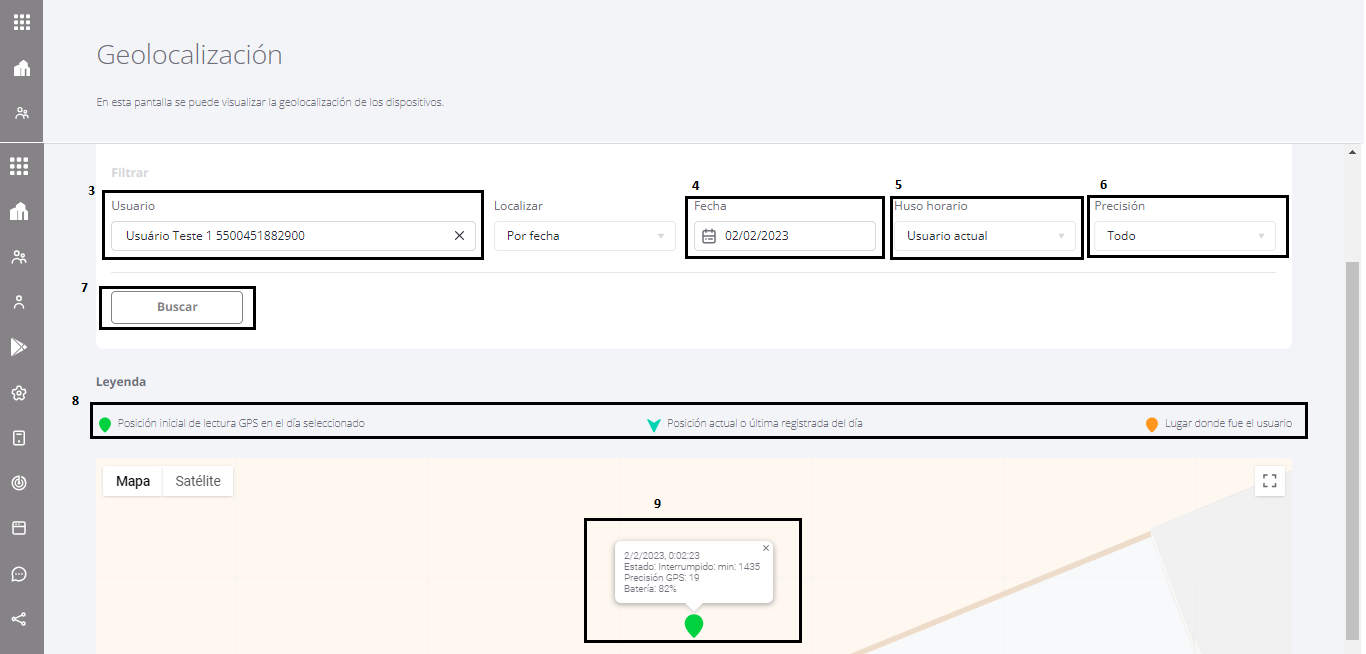 Geolocalización
En esta pantalla se puede visualizar la geolocalización de los dispositivos.
Filtrar
3
4
5
6
Usuario
Localizar
Fecha
Huso horario
Precisión
Usuário Teste 1 5500451882900
Por fecha
02/02/2023
Usuario actual
Todo
7
Buscar
Leyenda
8
Posición inicial de lectura GPS en el día seleccionado
Posición actual o última registrada del día
Lugar donde fue el usuario
Mapa
Satélite
9
2/2/2023, 0:02:23
Estado: Interrumpido: min: 1435
Precisión GPS: 19
Batería: 82%